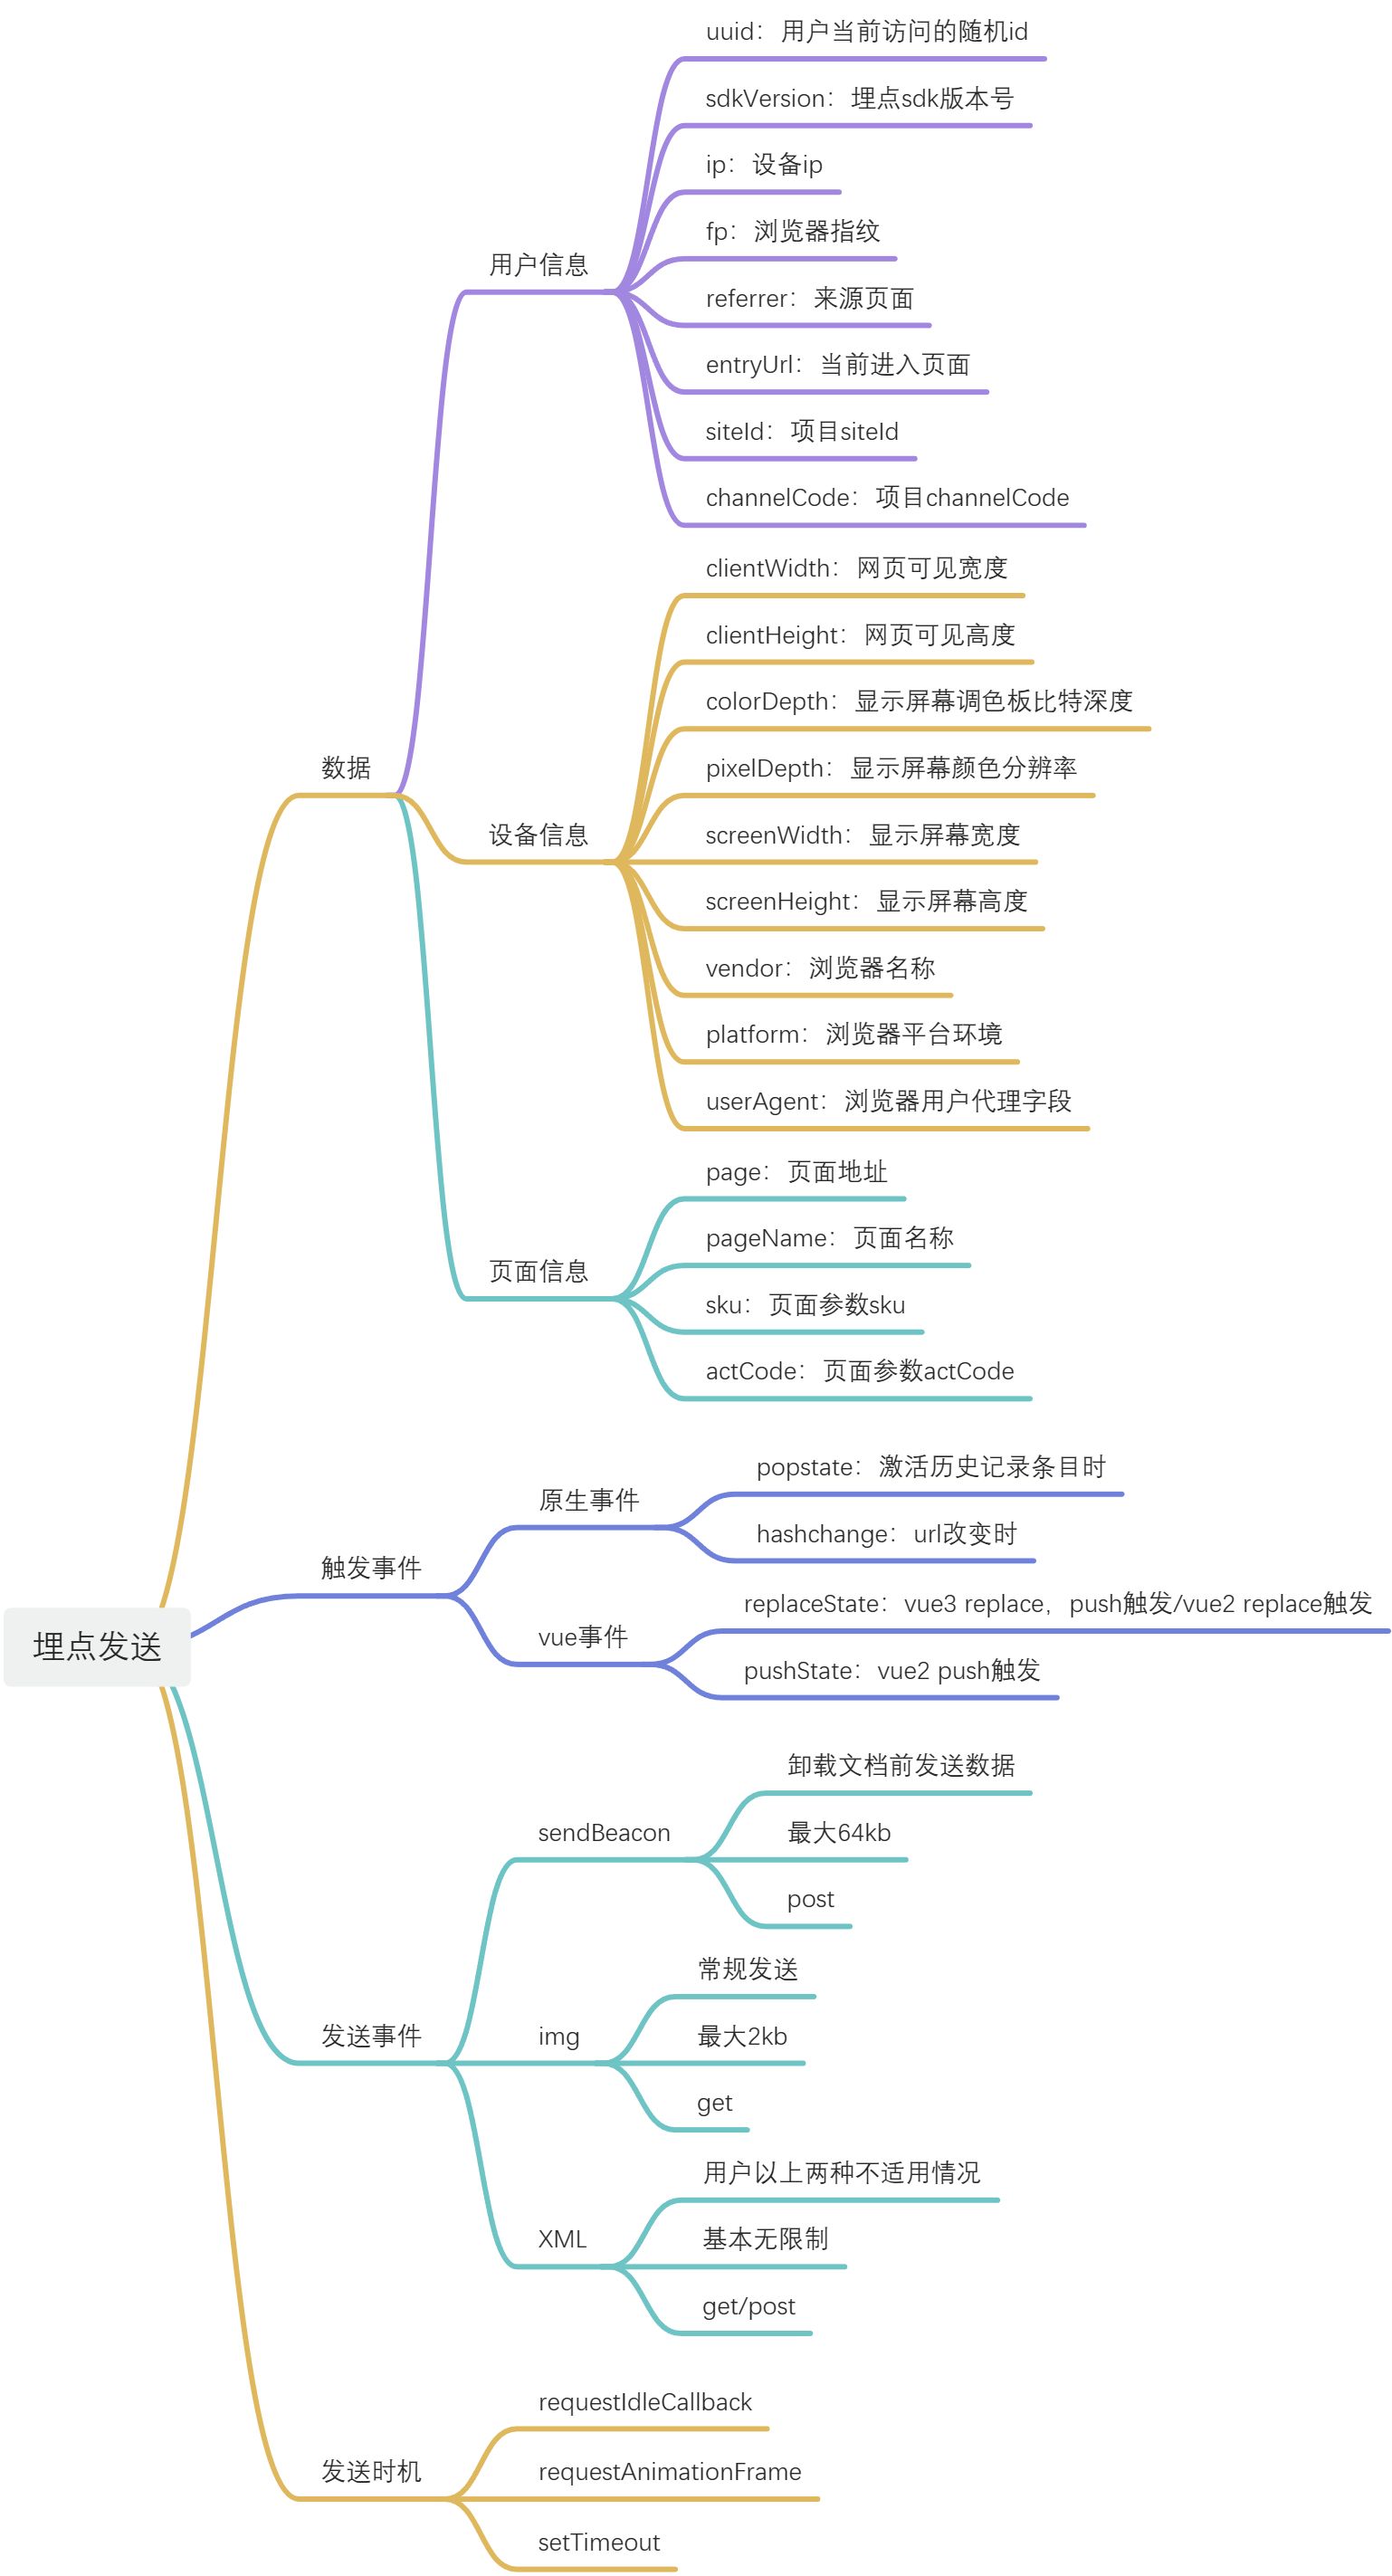 uuid：用户当前访问的随机id
sdkVersion：埋点sdk版本号
ip：设备ip
fp：浏览器指纹
用户信息
referrer：来源页面
entryUrl：当前进入页面
siteId：项目siteId
channelCode：项目channelCode
clientWidth：网页可见宽度
clientHeight：网页可见高度
colorDepth：显示屏幕调色板比特深度
数据
pixelDepth：显示屏幕颜色分辨率
设备信息
screenWidth：显示屏幕宽度
screenHeight：显示屏幕高度
vendor：浏览器名称
platform：浏览器平台环境
userAgent：浏览器用户代理字段
page：页面地址
pageName：页面名称
页面信息
sku：页面参数sku
actCode：页面参数actCode
popstate：激活历史记录条目时
原生事件
hashchange：url改变时
触发事件
replaceState：vue3 replace，push触发/vue2 replace触发
vue事件
埋点发送
pushState：vue2 push触发
卸载文档前发送数据
sendBeacon
最大64kb
post
常规发送
发送事件
img
最大2kb
get
用户以上两种不适用情况
XML
基本无限制
get/post
requestIdleCallback
发送时机
requestAnimationFrame
setTimeout